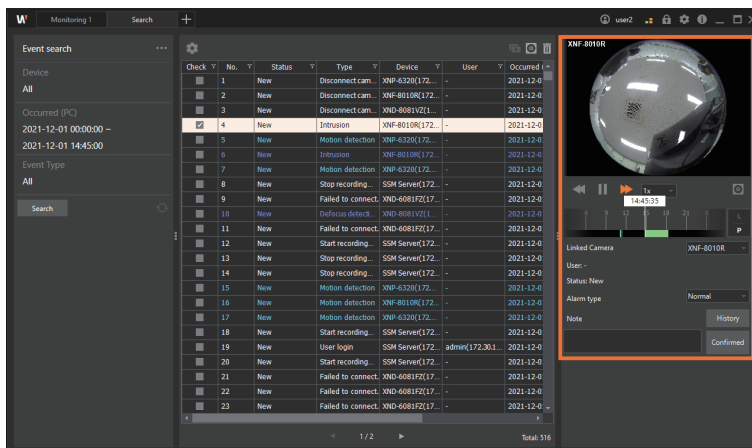 W Monitoring 1 Search + user2
Event search ...
Device
All
Occurred (PC)
2021-12-01 00:00:00 ~
2021-12-01 14:45:00
Event Type
All
Search
Check No. Status Type Device User Occurred
1 New Disconnect cam... XNP-6320(172.... -  2021-12-0
2 New Disconnect cam... XNF-8010R(172... - 2021-12-0
3 New Disconnect cam... XND-8081VZ(1... - 2021-12-0
4 New Intrusion XNF-8010R(172... - 2021-12-0
5 New Motion detection XNP-6320(172.... - 2021-12-0
6 New Intrusion XNF-8010R(172... - 2021-12-0
7 New Motion detection XNP-6320(172.... - 2021-12-0
8 New Stop recording... SSM Server(172... - 2021-12-0
9 New Failed to connect. XND-6081FZ(17... - 2021-12-0
10 New Defocus detecti... XND-8081VZ(1... - 2021-12-0
11 New Failed to connect. XND-6081FZ(17... - 2021-12-0
12 New Start recording... SSM Server(172... - 2021-12-0
13 New Stop recording... SSM Server(172... - 2021-12-0
14 New Stop recording... SSM Server(172... - 2021-12-0
15 New Motion detection XNP-6320(172.... - 2021-12-0
16 New Motion detection XNF-8010R(172... - 2021-12-0
17 New Motion detection XNP-6320(172.... - 2021-12-0
18 New Start recording... SSM Server(172... - 2021-12-0
19 New User login SSM Server(172... admin(172.30.1... 2021-12-0
20 New Start recording... SSM Server(172... - 2021-12-0
21 New Failed to connect. XND-6081FZ(17... - 2021-12-0
22 New Failed to connect. XND-6081FZ(17... - 2021-12-0
23 New Failed to connect. XND-6081FZ(17... - 2021-12-0
1 / 2 Total: 516
XNF-8010R
1x
14:45:35
6 9 12 15 18 21 L
P
Linked Camera XNF-8010R
User: -
Status: New
Alarm type Normal
Note History
Confirmed